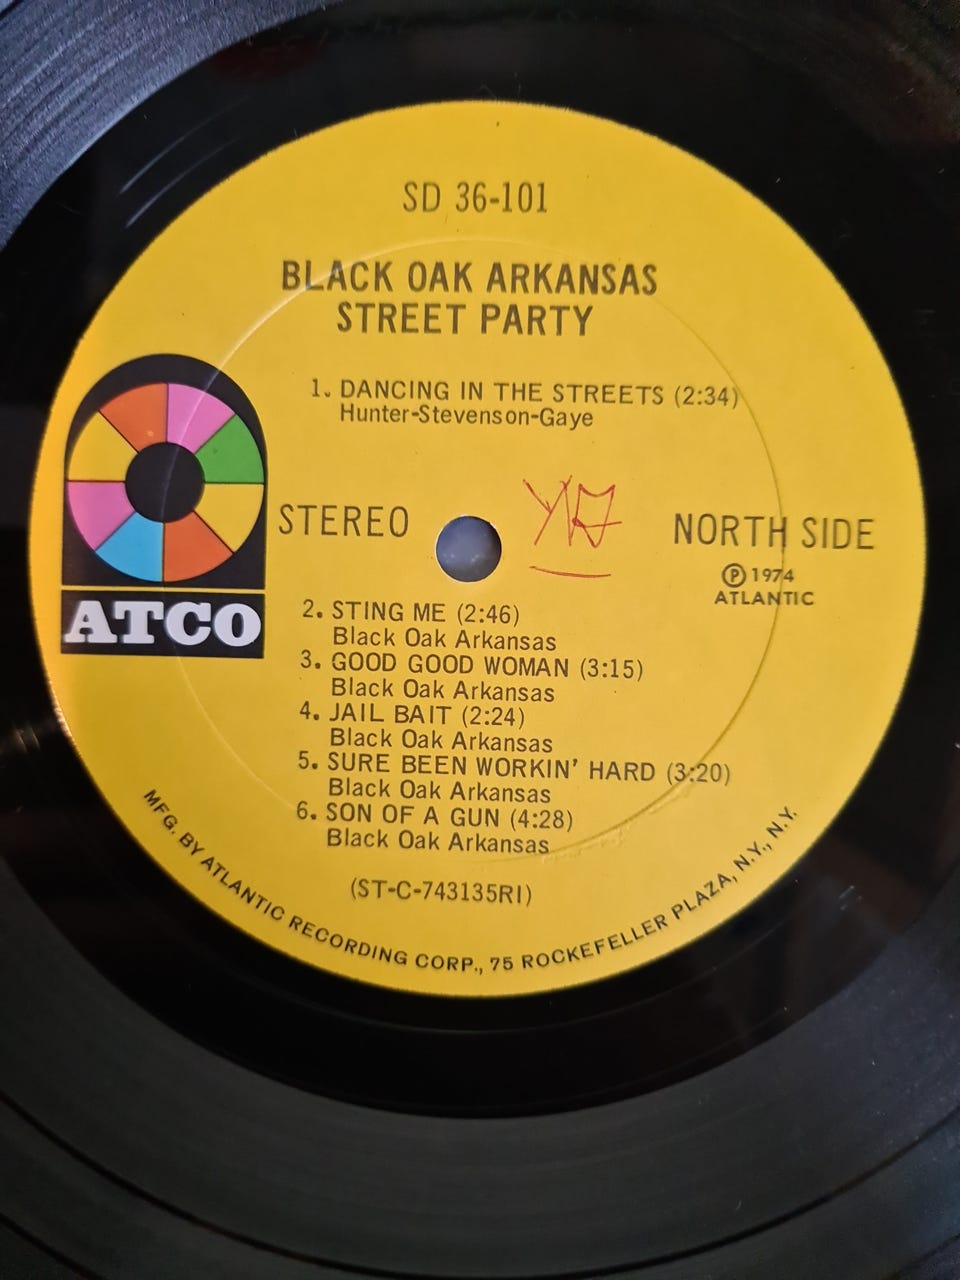 SD 36-101
BLACK OAK ARKANSAS
STREET PARTY
1. DANCING IN THE STREETS (2:34)
Hunter-Stevenson-Gaye
STEREO
NORTH SIDE
Ⓟ 1974
ATLANTIC
ATCO
2. STING ME (2:46)
Black Oak Arkansas
3. GOOD GOOD WOMAN (3:15)
Black Oak Arkansas
4. JAIL BAIT (2:24)
Black Oak Arkansas
5. SURE BEEN WORKIN' HARD (3:20)
Black Oak Arkansas
6. SON OF A GUN (4:28)
Black Oak Arkansas
(ST-C-743135RI)
MFG. BY ATLANTIC RECORDING CORP., 75 ROCKEFELLER PLAZA, N.Y., N.Y.